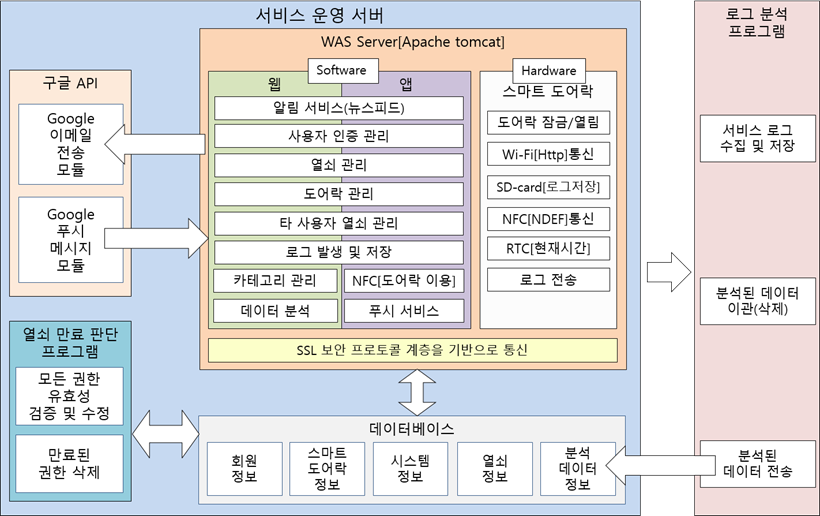 서비스 운영 서버
WAS Server[Apache tomcat]
구글 API
Google
이메일
전송
모듈
Google
푸시
메시지
모듈
열쇠 만료 판단
프로그램
모든 권한
유효성
검증 및 수정
만료된
권한 삭제
Software
웹
앱
알림 서비스(뉴스피드)
사용자 인증 관리
열쇠 관리
도어락 관리
타 사용자 열쇠 관리
로그 발생 및 저장
카테고리 관리
NFC[도어락 이용]
데이터 분석
푸시 서비스
Hardware
스마트 도어락
도어락 잠금/열림
Wi-Fi[Http]통신
SD-card[로그저장]
NFC[NDEF]통신
RTC[현재시간]
로그 전송
SSL 보안 프로토콜 계층을 기반으로 통신
데이터베이스
회원
정보
스마트
도어락
정보
시스템
정보
열쇠
정보
분석
데이터
정보
로그 분석
프로그램
서비스 로그
수집 및 저장
분석된 데이터
이관(삭제)
분석된
데이터 전송